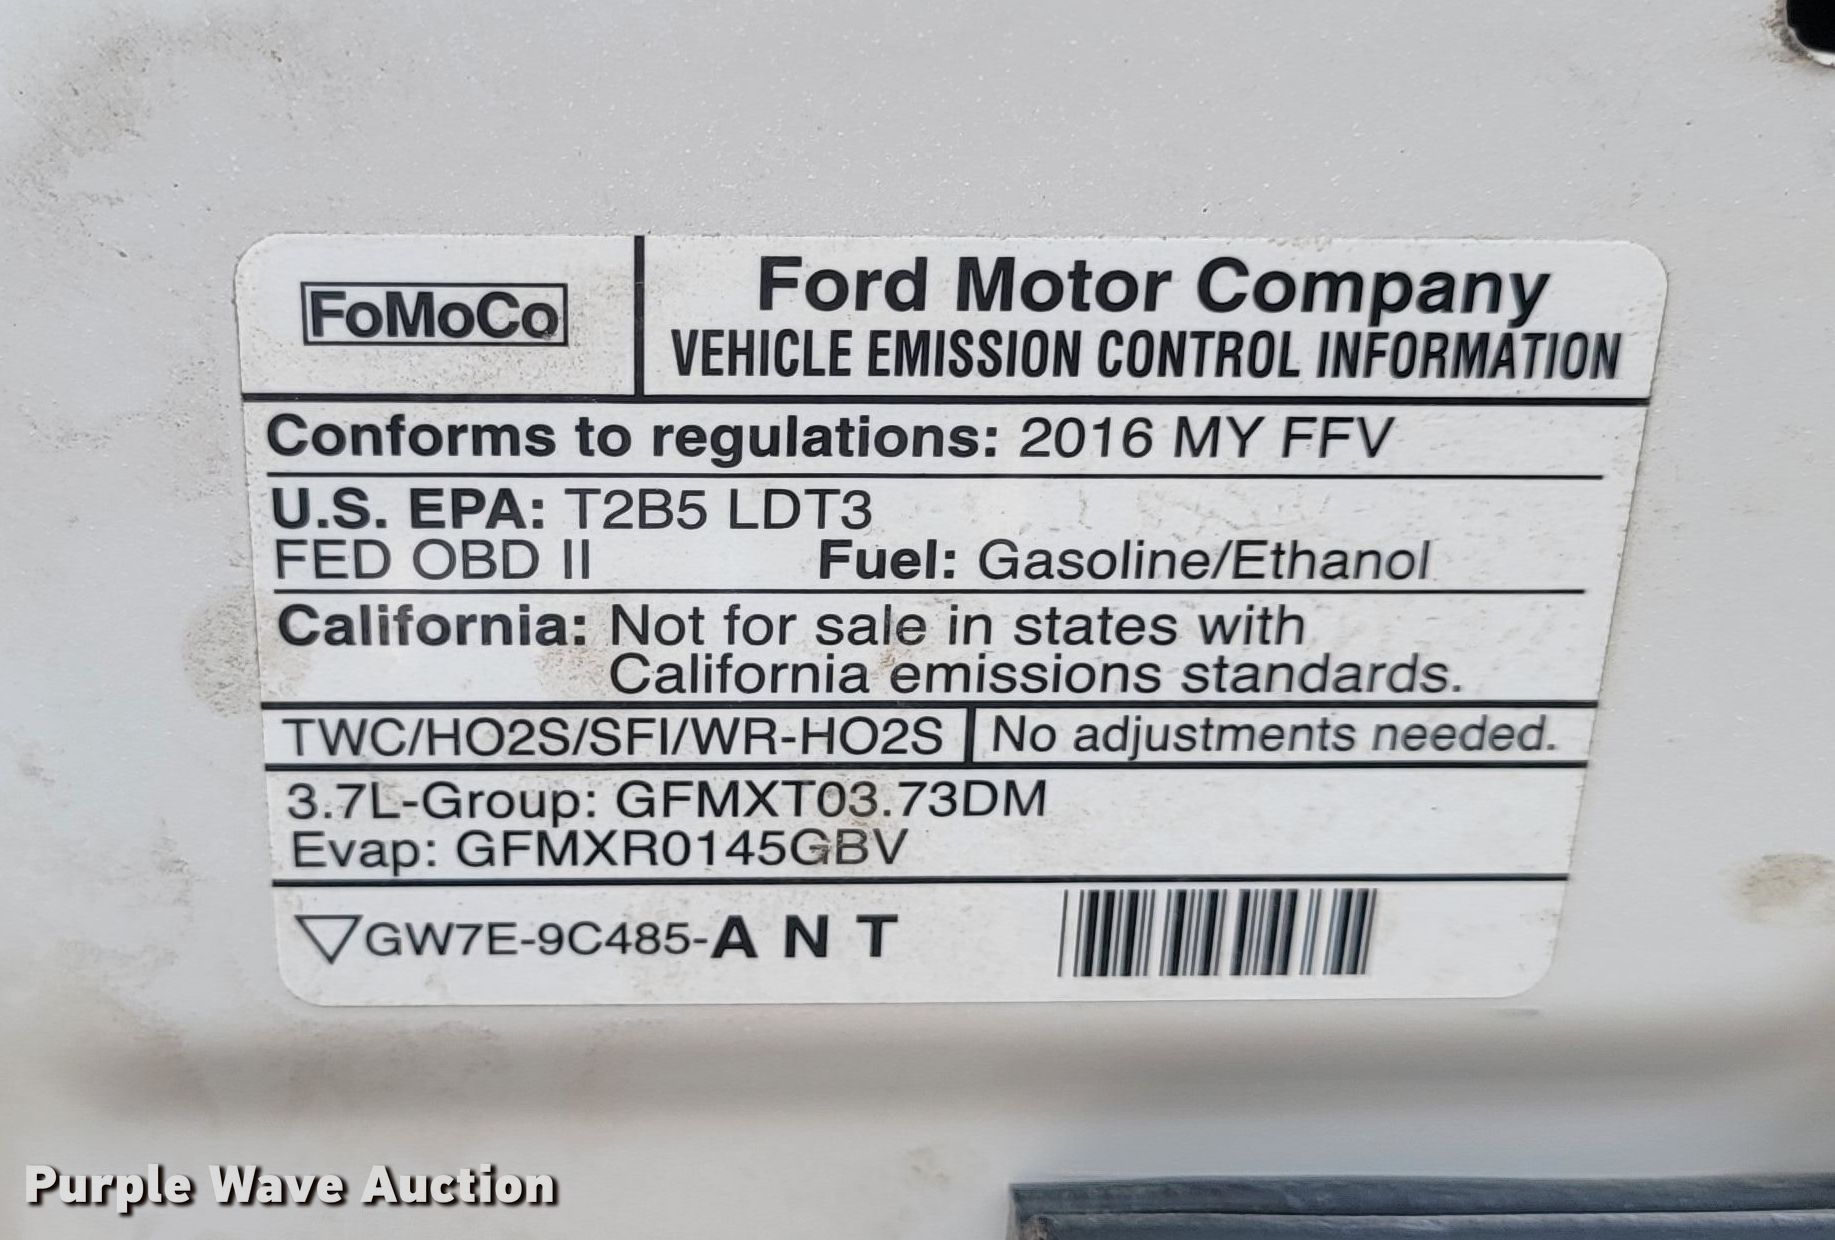 FoMoCo
Ford Motor Company
VEHICLE EMISSION CONTROL INFORMATION
Conforms to regulations: 2016 MY FFV
U.S. EPA: T2B5 LDT3
FED OBD II Fuel: Gasoline/Ethanol
California: Not for sale in states with
California emissions standards.
TWC/HO2S/SFI/WR-HO2S No adjustments needed.
3.7L-Group: GFMXT03.73DM
Evap: GFMXR0145GBV
GW7E-9C485-A N T
Purple Wave Auction